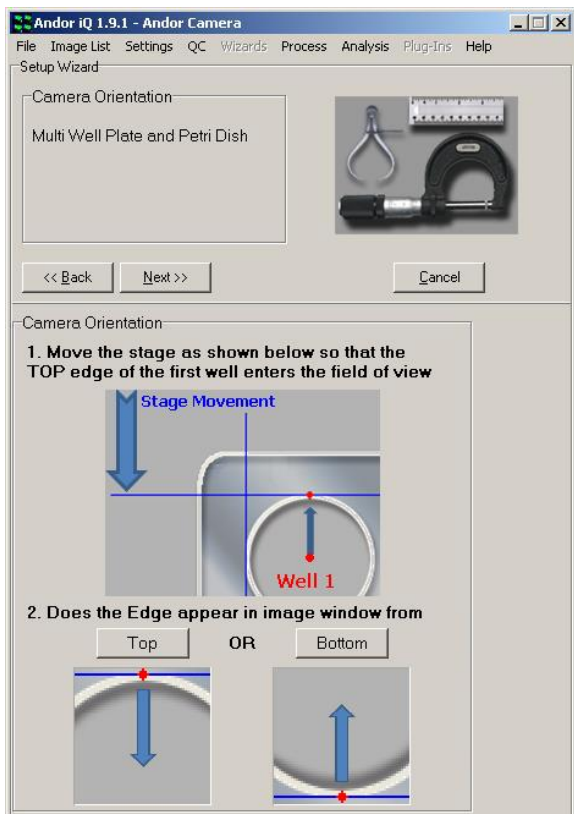 Andor iQ 1.9.1 - Andor Camera
File Image List Settings QC Wizards Process Analysis Plug-Ins Help
Setup Wizard
Camera Orientation
Multi Well Plate and Petri Dish
<< Back Next >> Cancel
Camera Orientation
1. Move the stage as shown below so that the
TOP edge of the first well enters the field of view
Stage Movement
Well 1
2. Does the Edge appear in image window from
Top OR Bottom